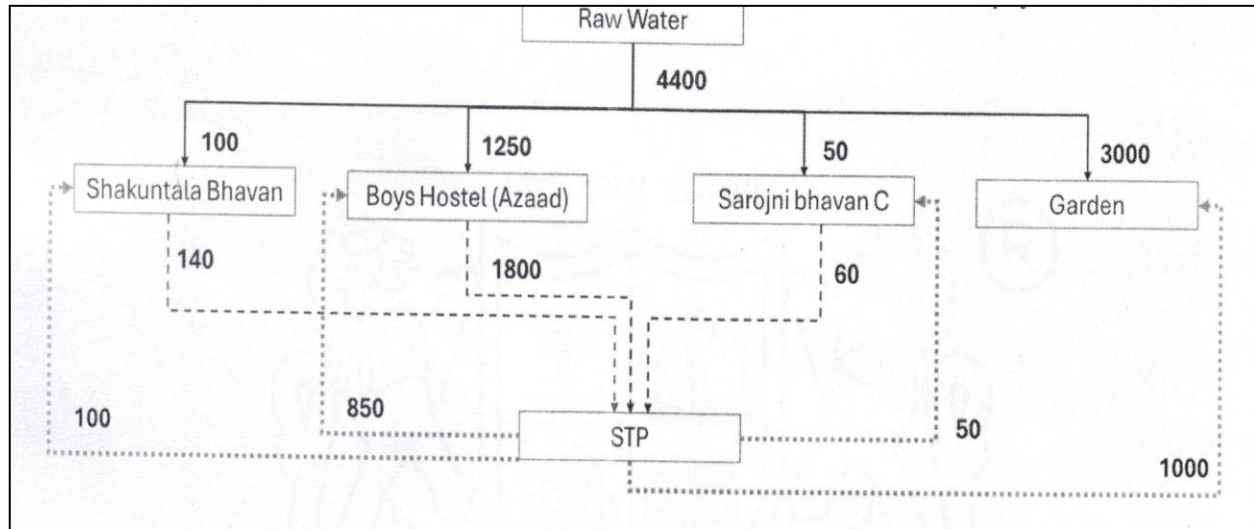 Raw Water
4400
100
1250
50
3000
Shakuntala Bhavan
Boys Hostel (Azaad)
Sarojni bhavan C
Garden
140
1800
60
100
850
STP
50
1000
®